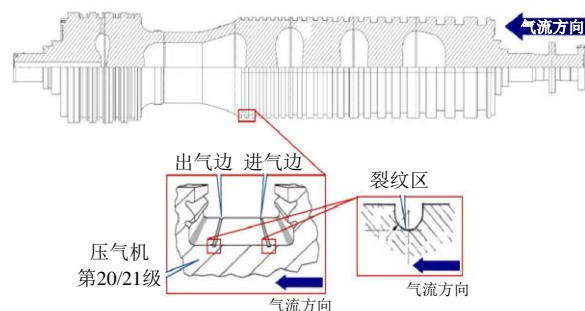 气流方向
出气边 进气边
裂纹区
压气机
第20/21级
气流方向
气流方向